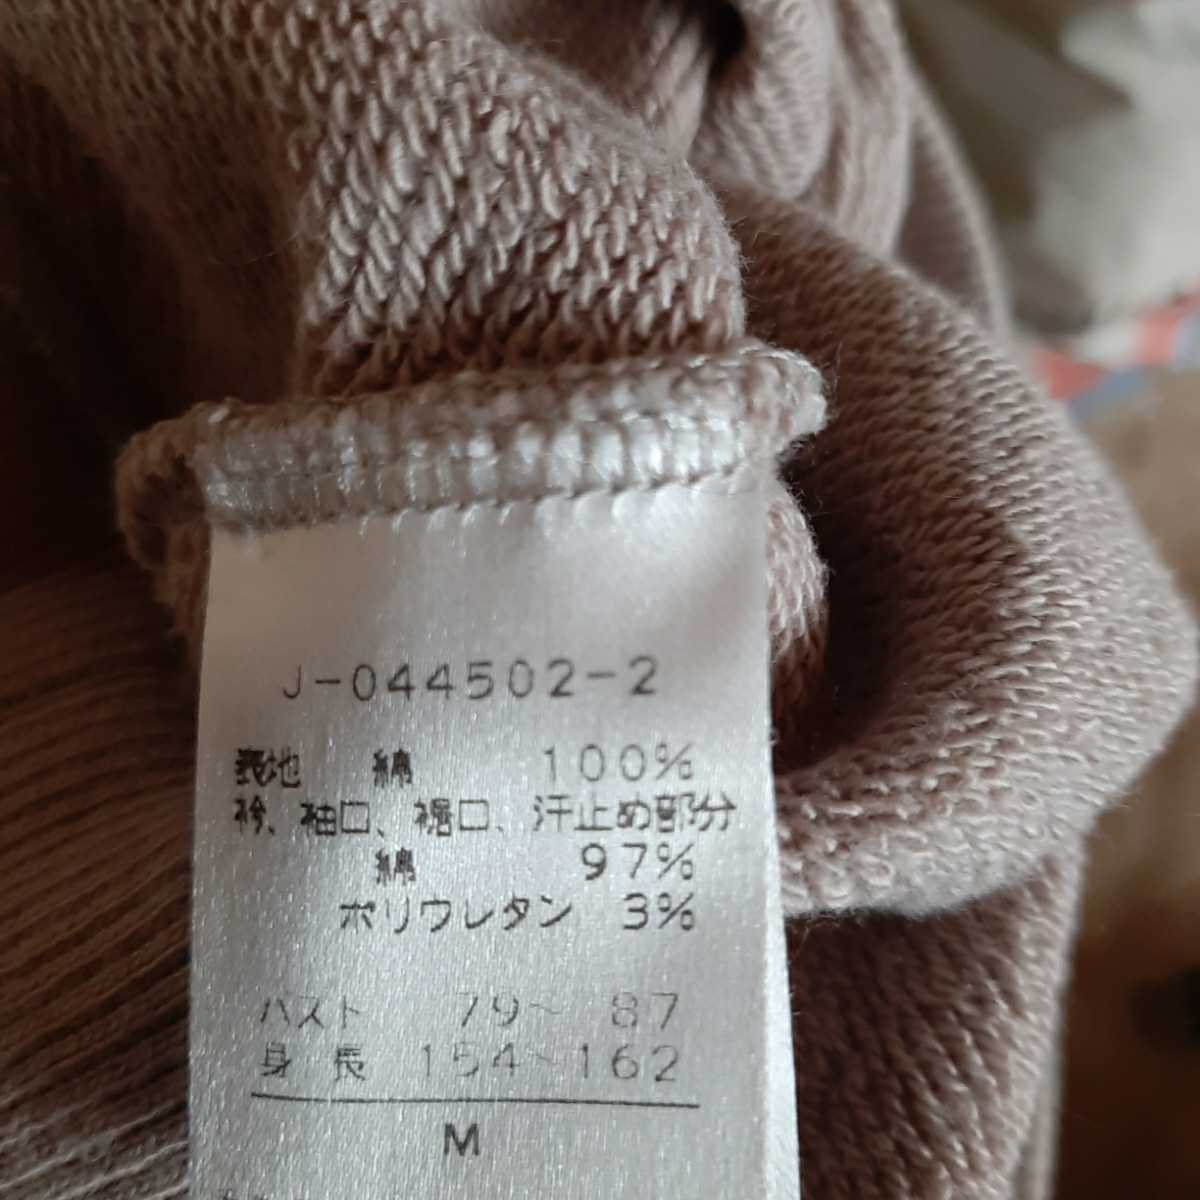 J-044502-2
表地 綿 100%
衿、袖口、裾口、汗止め部分
綿 97%
ポリウレタン 3%
バスト 79~ 87
身 長 154~162
M